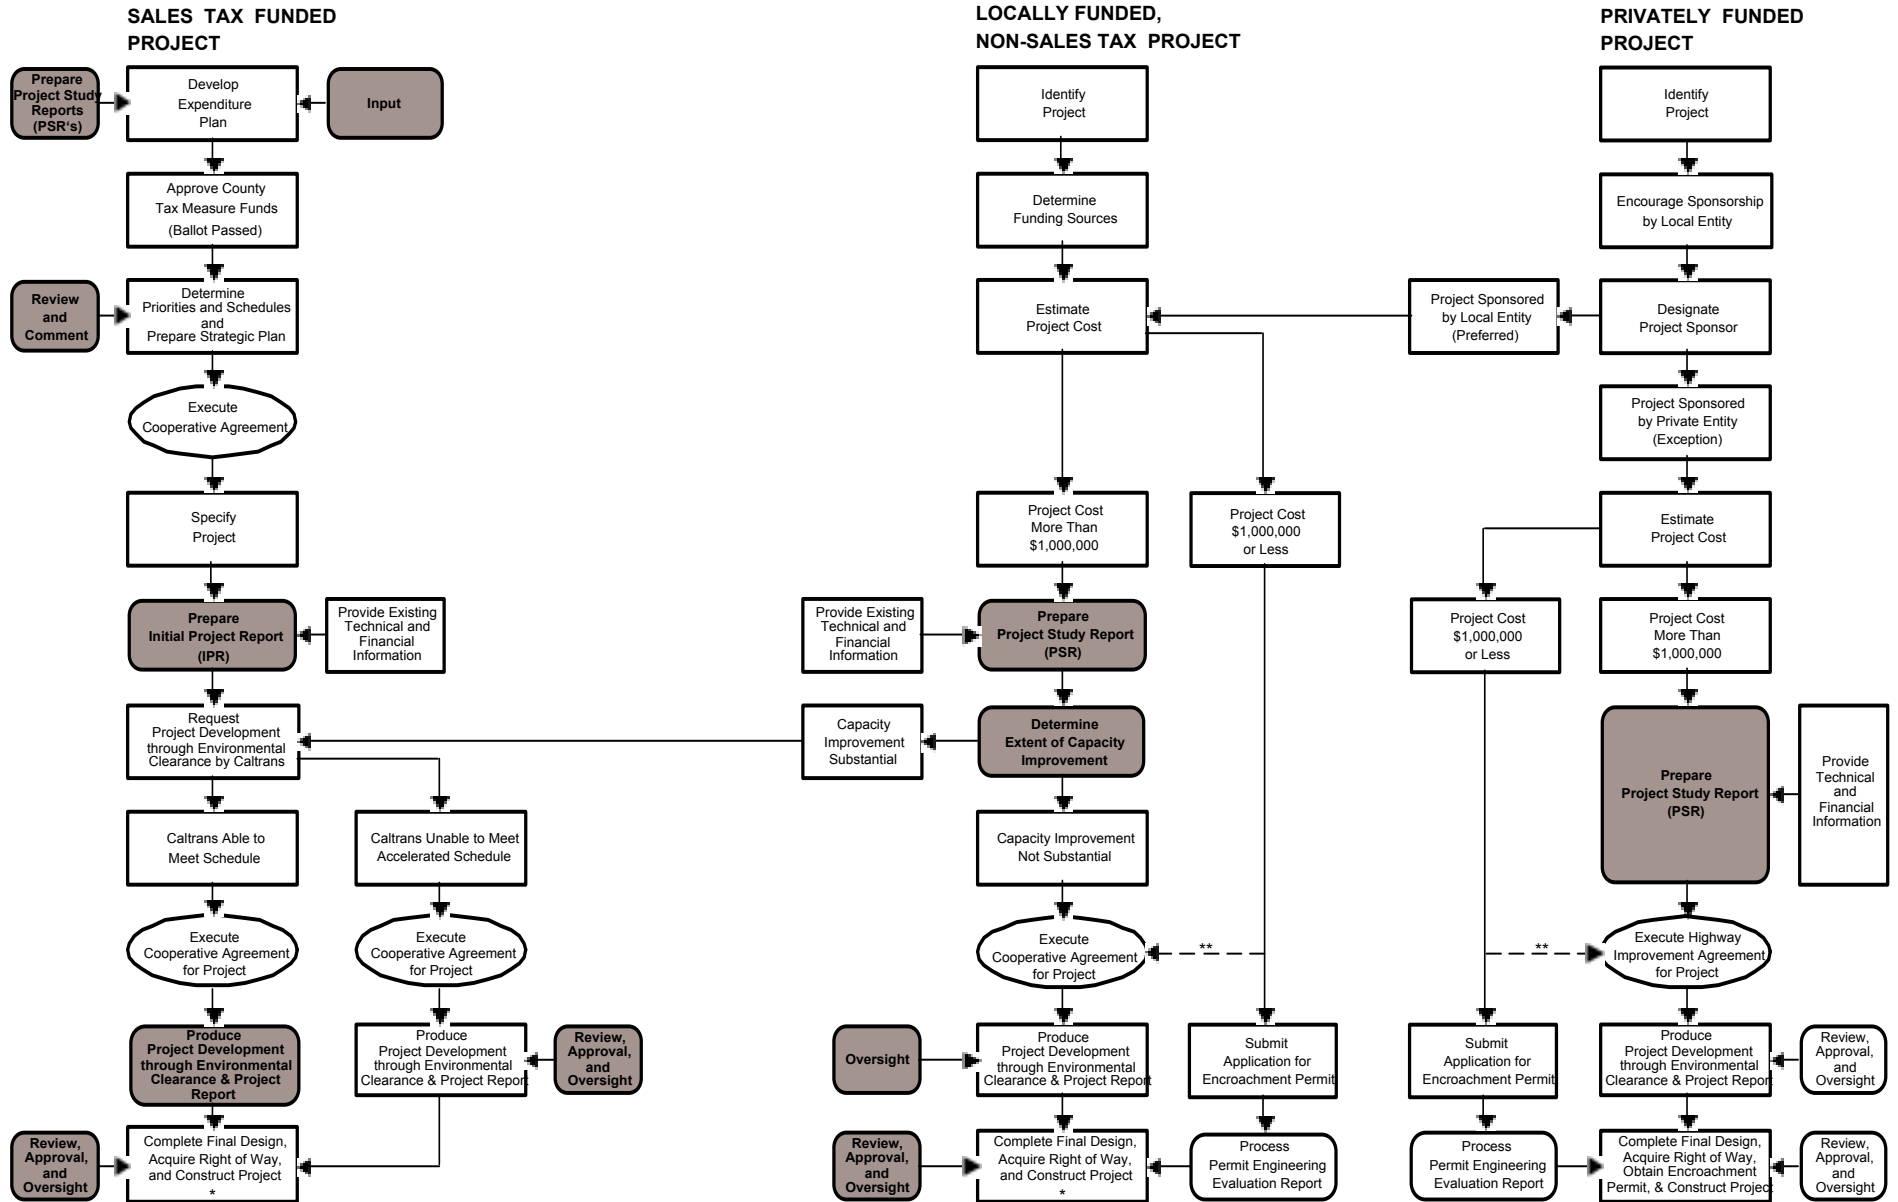 SALES TAX FUNDED
PROJECT
Prepare
Project Study
Reports
(PSR's)
Develop
Expenditure
Plan
Input
Approve County
Tax Measure Funds
(Ballot Passed)
Review
and
Comment
Determine
Priorities and Schedules
and
Prepare Strategic Plan
Execute
Cooperative Agreement
Specify
Project
Prepare
Initial Project Report
(IPR)
Provide Existing
Technical and
Financial
Information
Request
Project Development
through Environmental
Clearance by Caltrans
Caltrans Able to
Meet Schedule
Caltrans Unable to Meet
Accelerated Schedule
Execute
Cooperative Agreement
for Project
Execute
Cooperative Agreement
for Project
Produce
Project Development
through Environmental
Clearance & Project
Report
Produce
Project Development
through Environmental
Clearance & Project Report
Review,
Approval,
and
Oversight
Review,
Approval,
and
Oversight
Complete Final Design,
Acquire Right of Way,
and Construct Project
*
LOCALLY FUNDED,
NON-SALES TAX PROJECT
Identify
Project
Determine
Funding Sources
Estimate
Project Cost
Project Cost
More Than
$1,000,000
Project Cost
$1,000,000
or Less
Provide Existing
Technical and
Financial
Information
Prepare
Project Study Report
(PSR)
Capacity
Improvement
Substantial
Determine
Extent of Capacity
Improvement
Capacity Improvement
Not Substantial
Execute
Cooperative Agreement
for Project
**
Oversight
Produce
Project Development
through Environmental
Clearance & Project Report
Submit
Application for
Encroachment Permit
Review,
Approval,
and
Oversight
Complete Final Design,
Acquire Right of Way,
and Construct Project
*
Process
Permit Engineering
Evaluation Report
PRIVATELY FUNDED
PROJECT
Identify
Project
Encourage Sponsorship
by Local Entity
Project Sponsored
by Local Entity
(Preferred)
Designate
Project Sponsor
Project Sponsored
by Private Entity
(Exception)
Estimate
Project Cost
Project Cost
$1,000,000
or Less
Project Cost
More Than
$1,000,000
Prepare
Project Study Report
(PSR)
Provide
Technical
and
Financial
Information
**
Execute Highway
Improvement Agreement
for Project
Submit
Application for
Encroachment Permit
Produce
Project Development
through Environmental
Clearance & Project Report
Review,
Approval,
and
Oversight
Process
Permit Engineering
Evaluation Report
Complete Final Design,
Acquire Right of Way,
Obtain Encroachment
Permit, & Construct Project
Review,
Approval,
and
Oversight